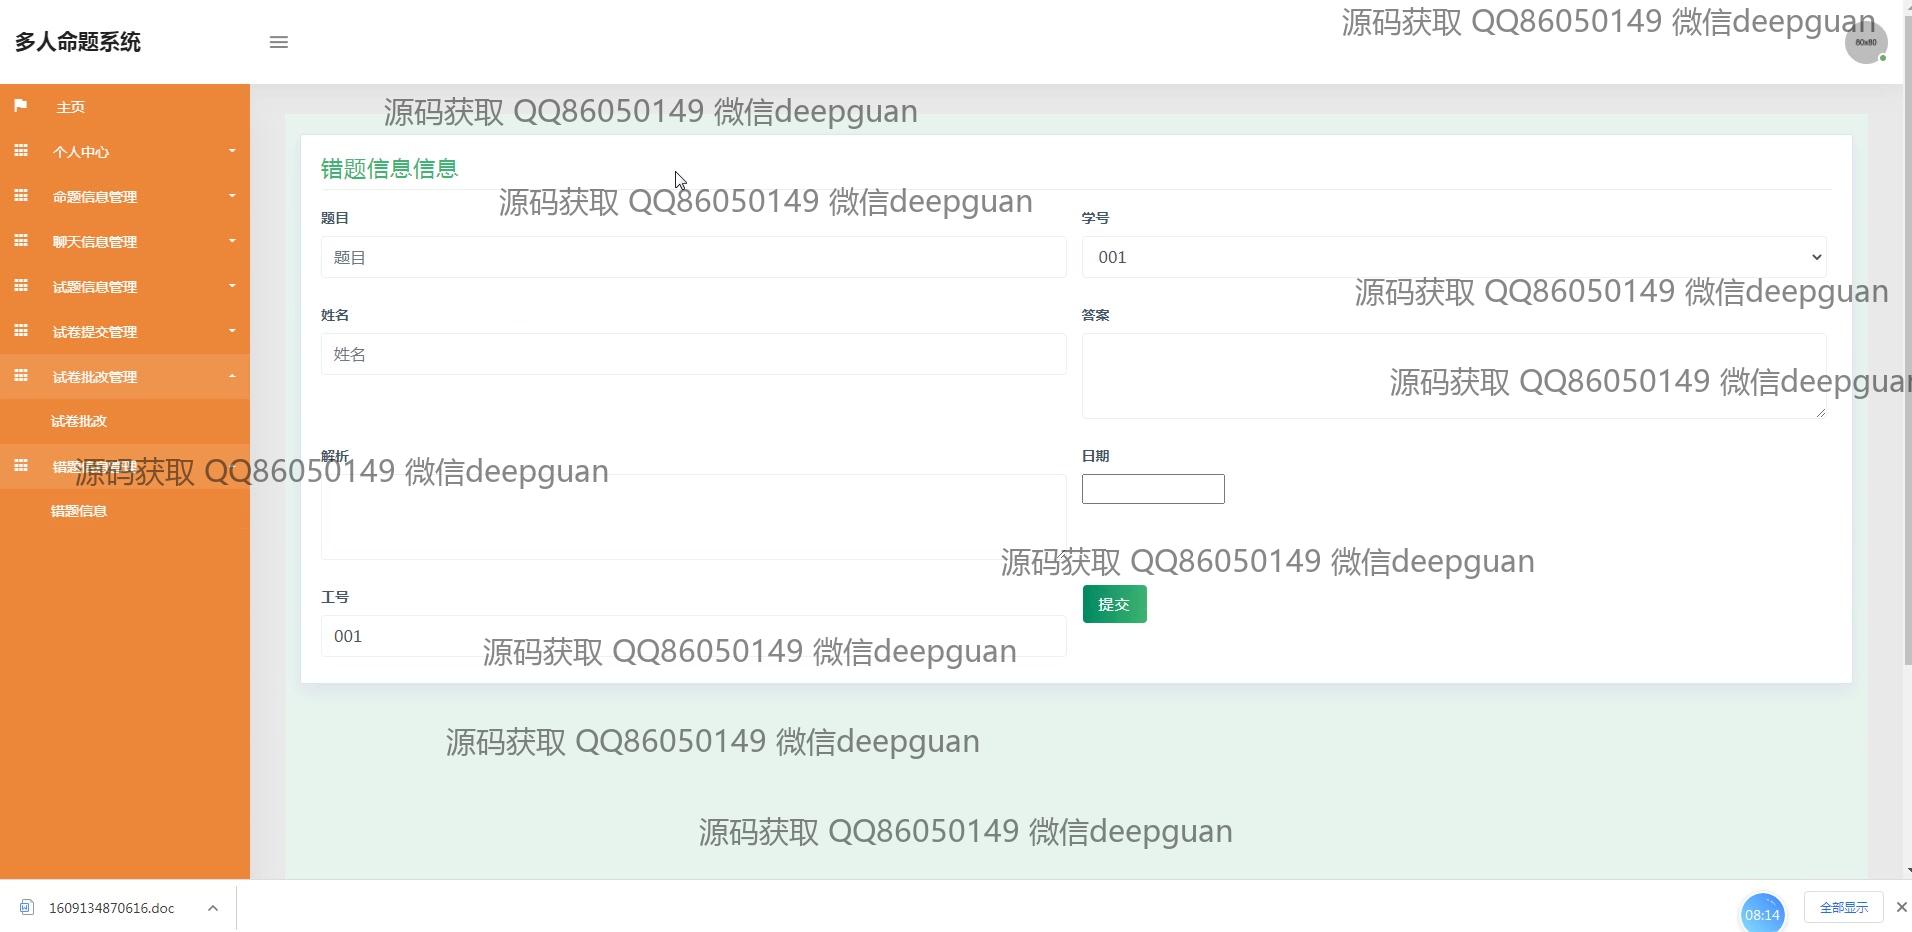 源码获取 QQ86050149 微信deepguan
多人命题系统
60x60
源码获取 QQ86050149 微信deepguan
主页
个人中心
命题信息管理
聊天信息管理
试题信息管理
试卷提交管理
试卷批改管理
试卷批改
错题信息管理
错题信息
错题信息信息
源码获取 QQ86050149 微信deepguan
题目
学号
题目
001
源码获取 QQ86050149 微信deepguan
姓名
答案
姓名
源码获取 QQ86050149 微信deepguan
解析
日期
源码获取 QQ86050149 微信deepguan
源码获取 QQ86050149 微信deepguan
工号
提交
001
源码获取 QQ86050149 微信deepguan
源码获取 QQ86050149 微信deepguan
源码获取 QQ86050149 微信deepguan
1609134870616.doc
08:14
全部显示